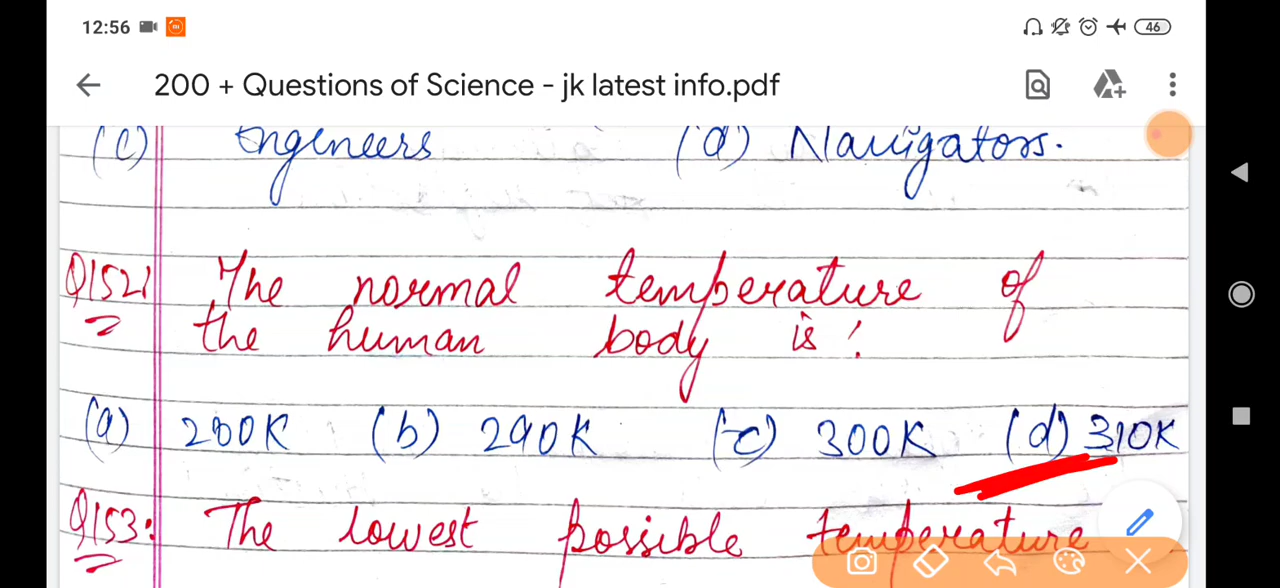 12:56
46
200 + Questions of Science - jk latest info.pdf
(c) Engineers (d) Navigators.
Q152! The normal temperature of
the human body is!
(a) 280K (b) 290K (c) 300K (d) 310K
Q153: The lowest possible temperature